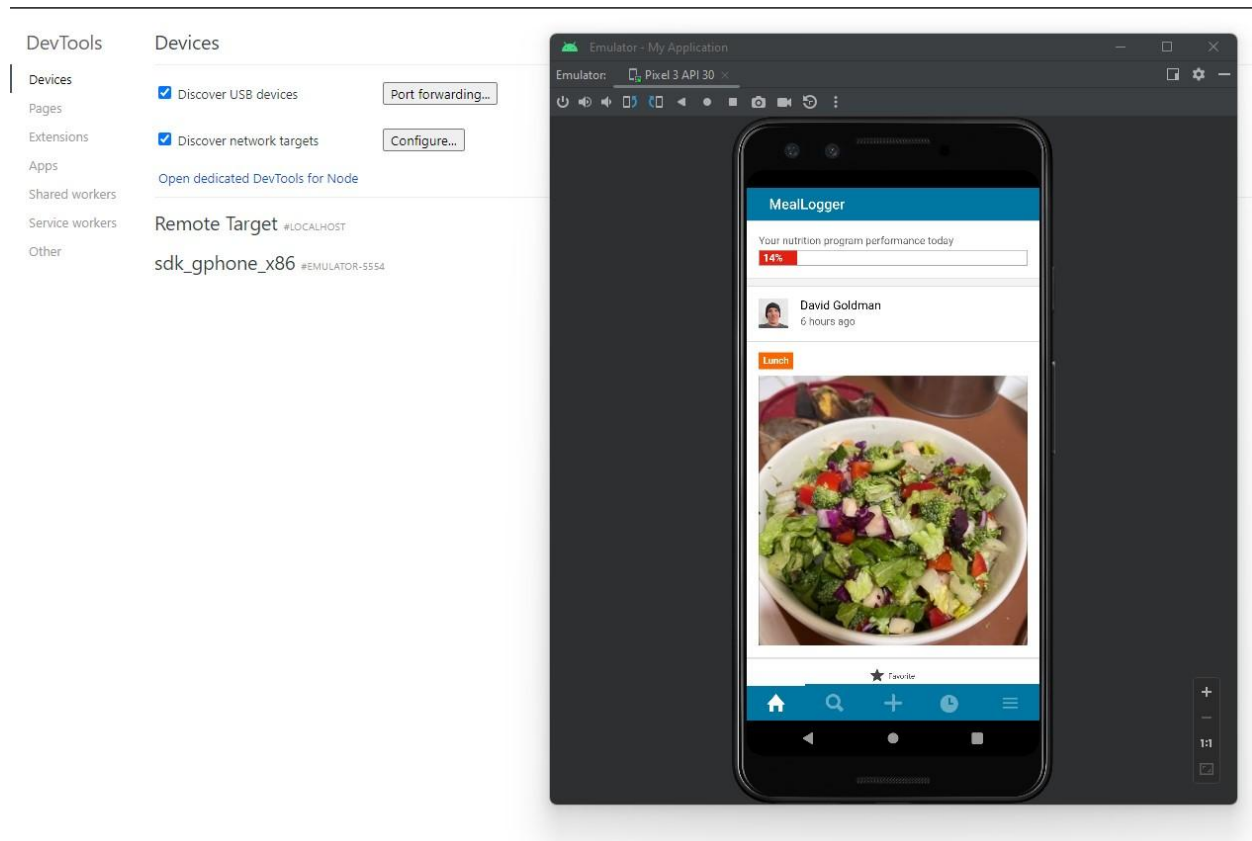 DevTools
Devices
Pages
Extensions
Apps
Shared workers
Service workers
Other
Devices
Discover USB devices
Port forwarding...
Discover network targets
Configure...
Open dedicated DevTools for Node
Remote Target #LOCALHOST
sdk_gphone_x86 #EMULATOR-5554
Emulator - My Application
Emulator: Pixel 3 API 30
MealLogger
Your nutrition program performance today
14%
David Goldman
6 hours ago
Lunch
Favorite
1:1